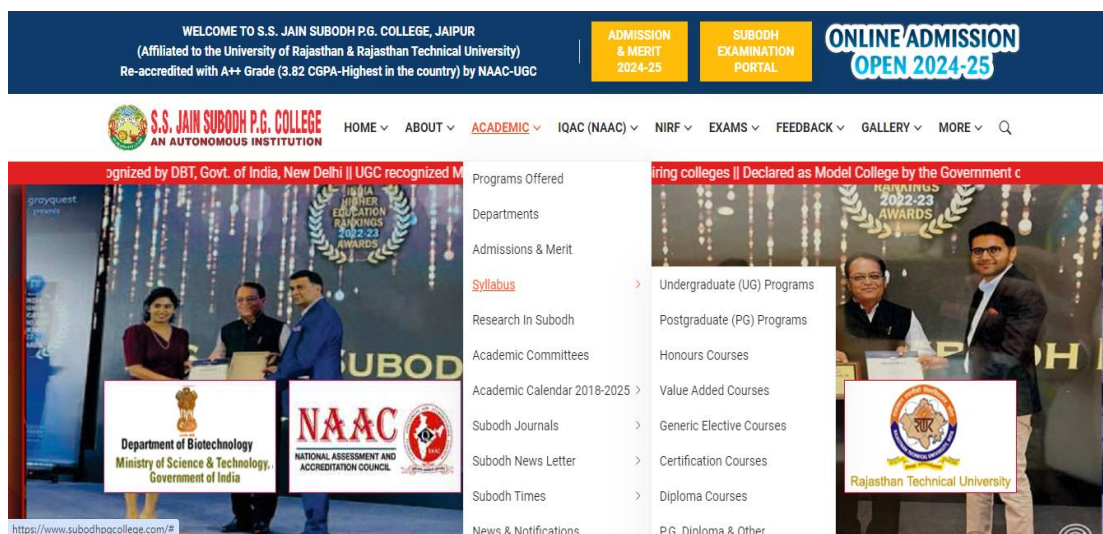 WELCOME TO S.S. JAIN SUBODH P.G. COLLEGE, JAIPUR
(Affiliated to the University of Rajasthan & Rajasthan Technical University)
Re-accredited with A++ Grade (3.82 CGPA-Highest in the country) by NAAC-UGC
ADMISSION
& MERIT
2024-25
SUBODH
EXAMINATION
PORTAL
ONLINE ADMISSION
OPEN 2024-25
S.S. JAIN SUBODH P.G. COLLEGE
AN AUTONOMOUS INSTITUTION
HOME
ABOUT
ACADEMIC
IQAC (NAAC)
NIRF
EXAMS
FEEDBACK
GALLERY
MORE
ognized by DBT, Govt. of India, New Delhi || UGC recognized M
iring colleges || Declared as Model College by the Government o
grayquest
presents
INDIA
HIGHER
EDUCATION
RANKINGS
2022-23
AWARDS
SUBOD
Programs Offered
Departments
Admissions & Merit
Syllabus
Research In Subodh
Academic Committees
Academic Calendar 2018-2025
Subodh Journals
Subodh News Letter
Subodh Times
News & Notifications
Undergraduate (UG) Programs
Postgraduate (PG) Programs
Honours Courses
Value Added Courses
Generic Elective Courses
Certification Courses
Diploma Courses
P.G. Diploma & Other
RANKINGS
2022-23
AWARDS
Department of Biotechnology
Ministry of Science & Technology,
Government of India
NAAC
NATIONAL ASSESSMENT AND
ACCREDITATION COUNCIL
Rajasthan Technical University
https://www.subodhpgcollege.com/#